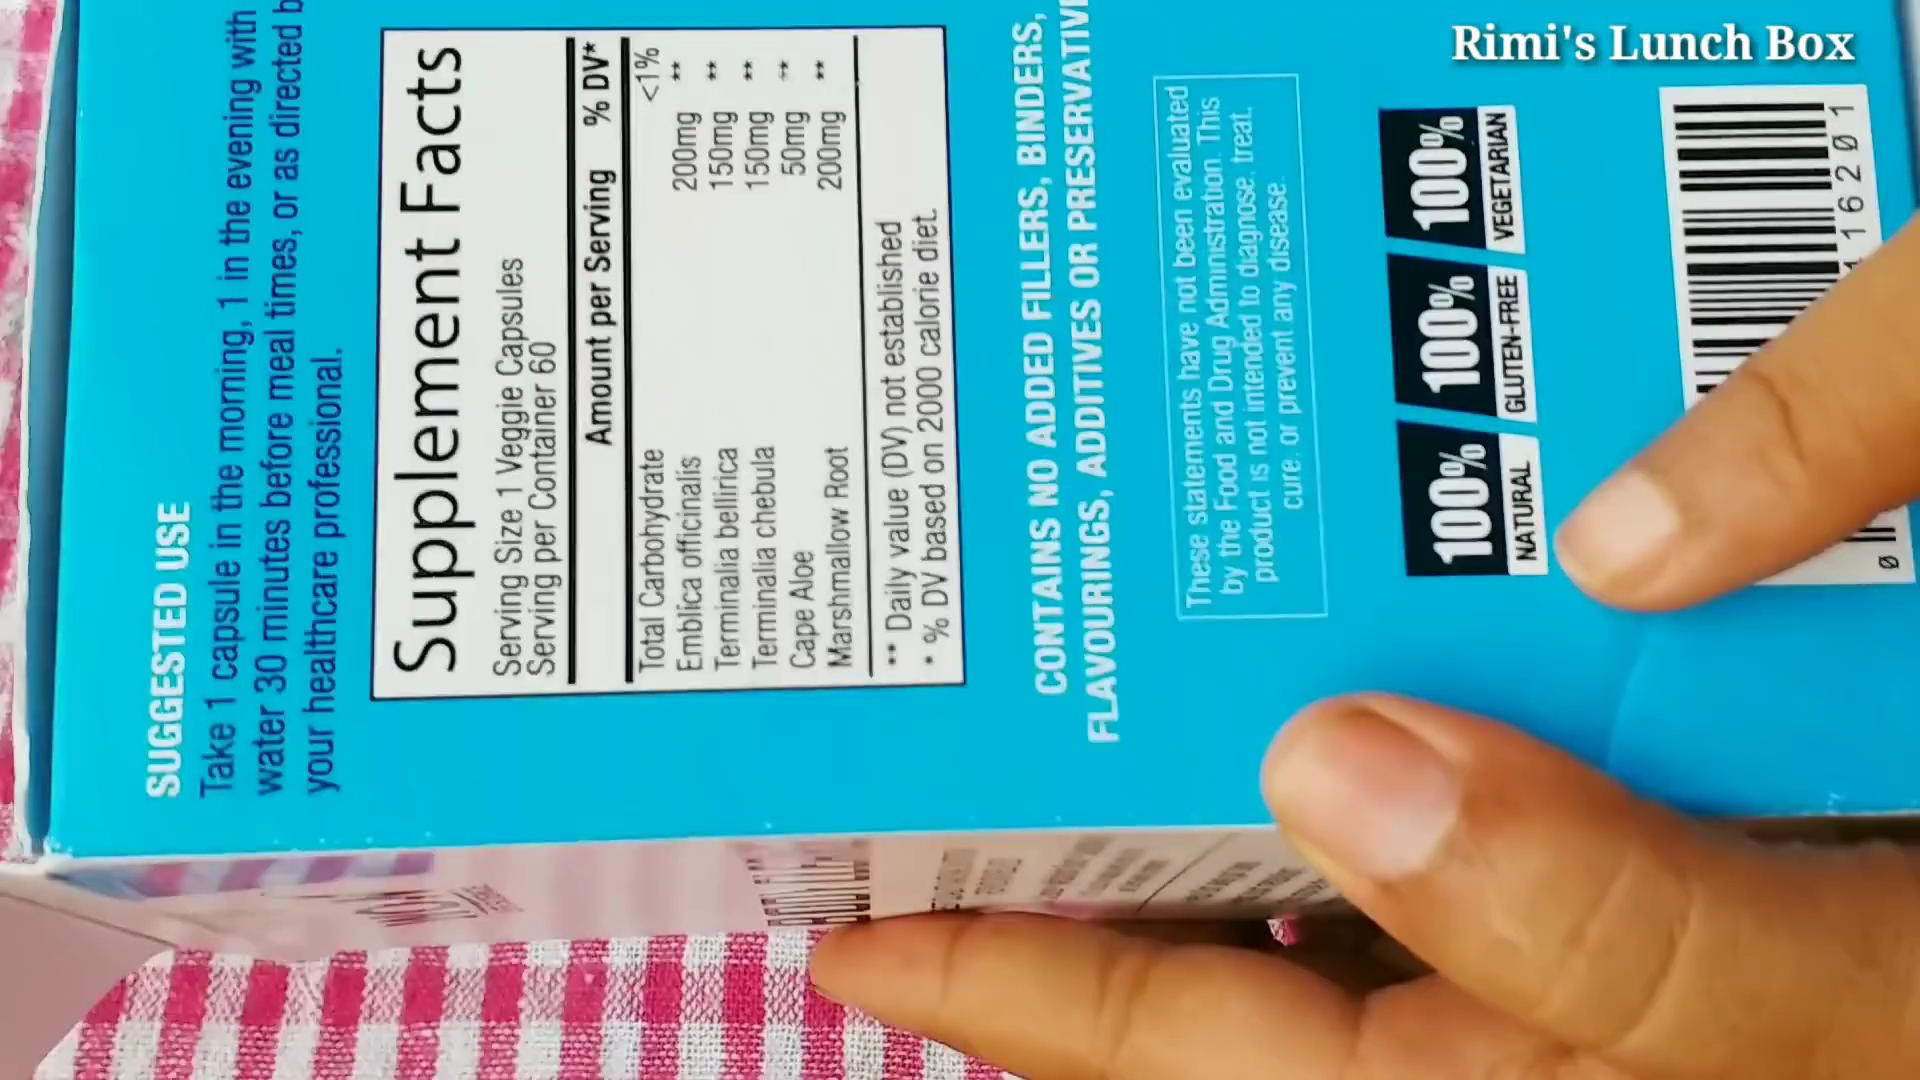 Rimi's Lunch Box
SUGGESTED USE
Take 1 capsule in the morning, 1 in the evening with
water 30 minutes before meal times, or as directed
your healthcare professional.
Supplement Facts
Serving Size 1 Veggie Capsules
Serving per Container 60
Amount per Serving % DV*
Total Carbohydrate <1%
Emblica officinalis 200mg **
Terminalia bellirica 150mg **
Terminalia chebula 150mg **
Cape Aloe 50mg **
Marshmallow Root 200mg **
** Daily value (DV) not established
• % DV based on 2000 calorie diet.
CONTAINS NO ADDED FILLERS, BINDERS,
FLAVOURINGS, ADDITIVES OR
These statements have not been evaluated
by the Food and Drug Administration. This
product is not intended to diagnose, treat,
cure, or prevent any disease.
100% NATURAL
100% GLUTEN-FREE
100% VEGETARIAN